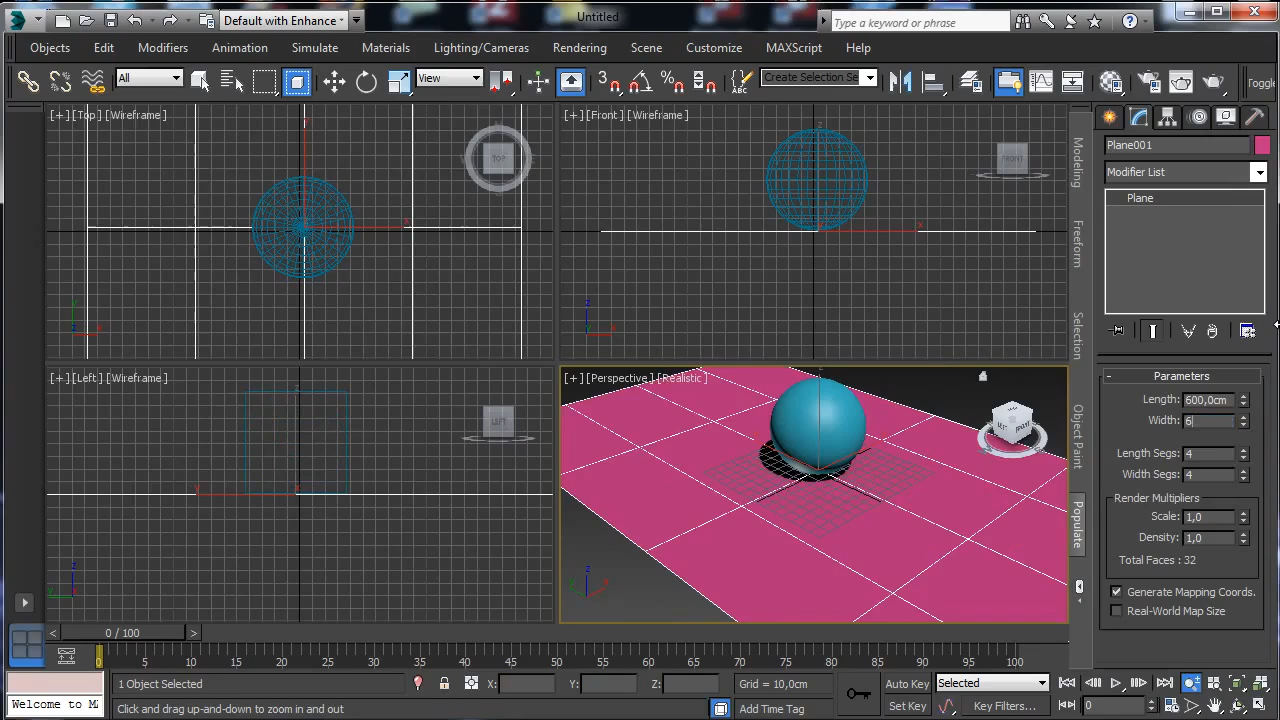 Default with Enhance
Untitled
Type a keyword or phrase
Objects Edit Modifiers Animation Simulate Materials Lighting/Cameras Rendering Scene Customize MAXScript Help
All
View
3
%
ABC
Create Selection Se
Toggl
[+] [Top] [Wireframe]
TOP
[+] [Front] [Wireframe]
FRONT
[+] [Left] [Wireframe]
LEFT
[+] [Perspective] [Realistic]
LEFT FRONT
x
y
z
Modeling
Freeform
Selection
Object Paint
Populate
Plane001
Modifier List
Plane
- Parameters
Length: 600,0cm
Width: 6
Length Segs: 4
Width Segs: 4
Render Multipliers
Scale: 1,0
Density: 1,0
Total Faces : 32
Generate Mapping Coords.
Real-World Map Size
< 0 / 100 >
0 5 10 15 20 25 30 35 40 45 50 55 60 65 70 75 80 85 90 95 100
1 Object Selected
X: Y: Z:
Grid = 10,0cm
Auto Key
Selected
Welcome to M
Click and drag up-and-down to zoom in and out
Add Time Tag
Set Key
Key Filters...
0